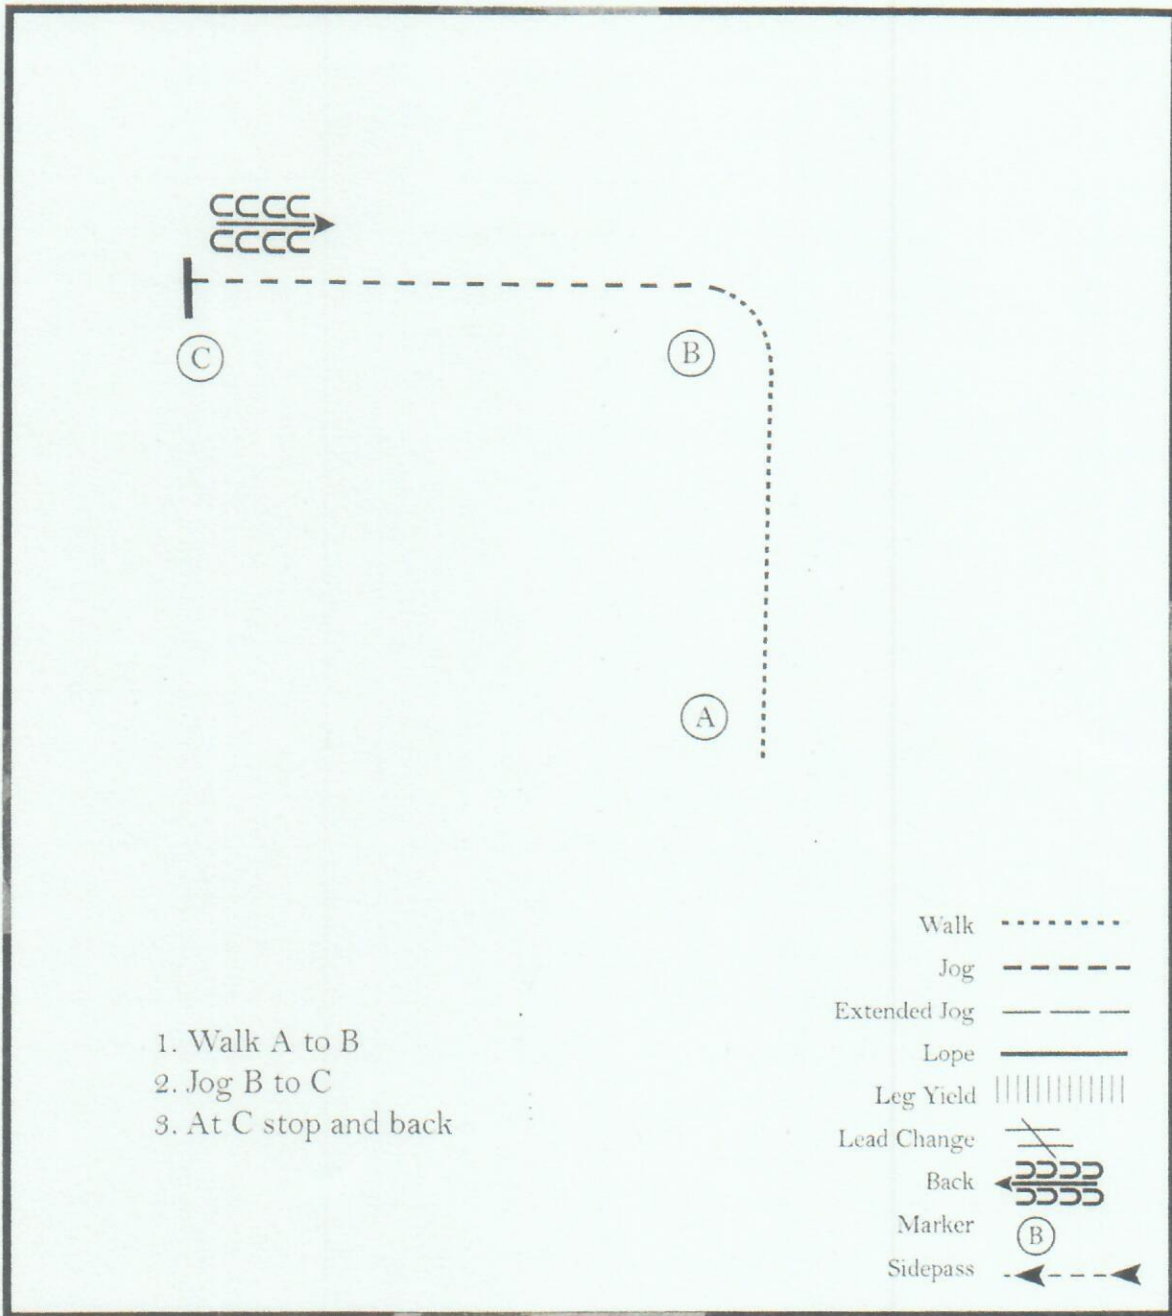 C
B
A
Walk
Jog
Extended Jog
Lope
Leg Yield
Lead Change
Back
Marker B
Sidepass
1. Walk A to B
2. Jog B to C
3. At C stop and back